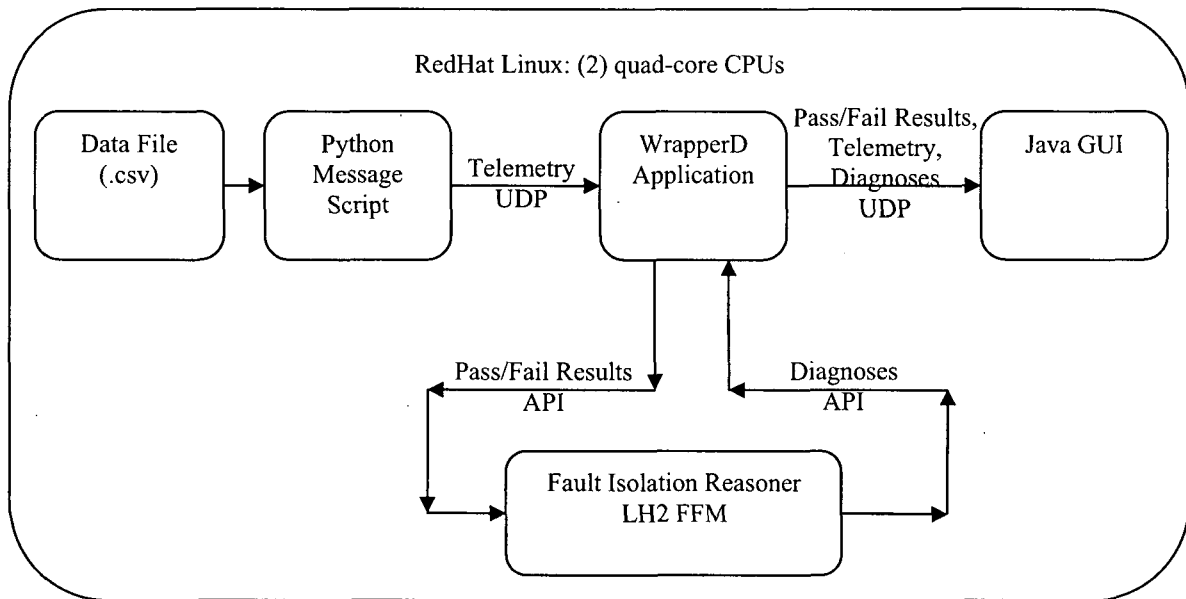 RedHat Linux: (2) quad-core CPUs
Data File
(.csv)
Python
Message
Script
Telemetry
UDP
WrapperD
Application
Pass/Fail Results,
Telemetry,
Diagnoses
UDP
Java GUI
Pass/Fail Results
API
Diagnoses
API
Fault Isolation Reasoner
LH2 FFM